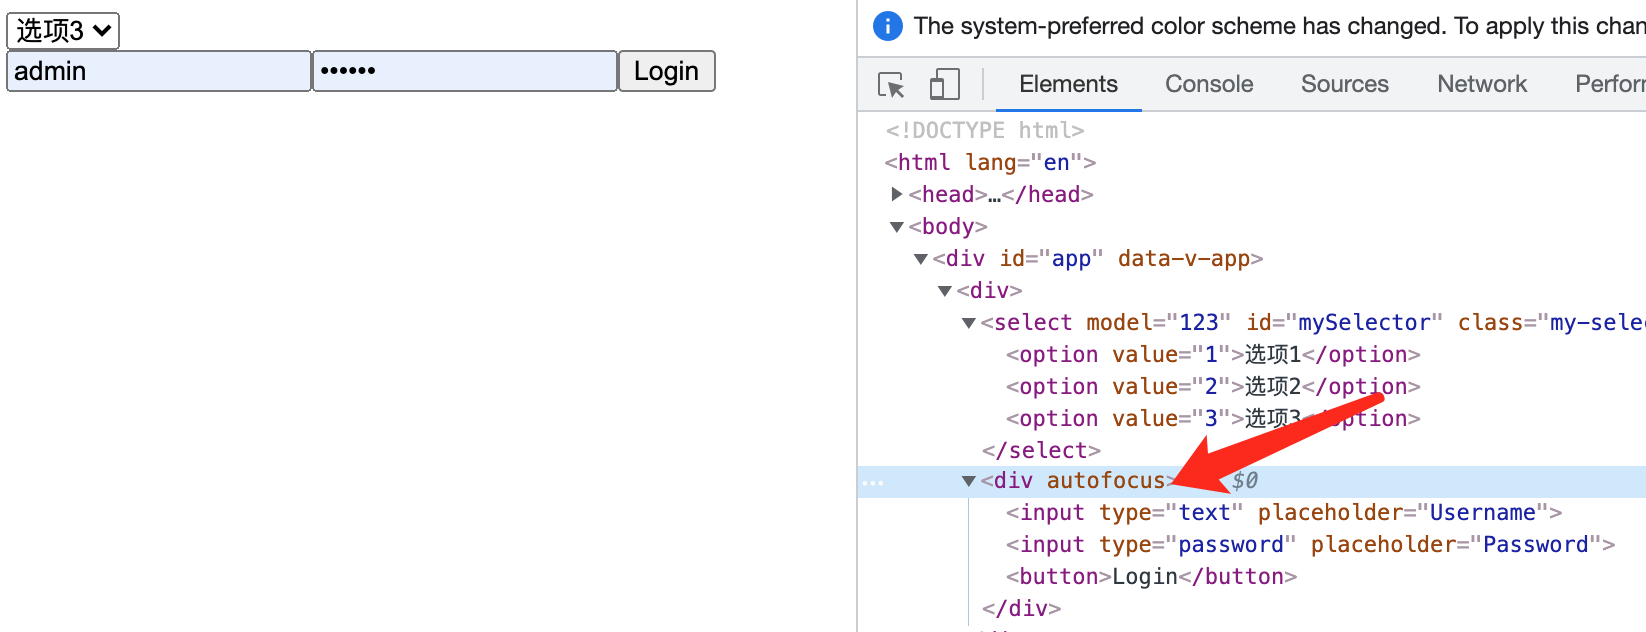 选项3
admin
••••••
Login
The system-preferred color scheme has changed. To apply this chan
Elements Console Sources Network Perfor
<!DOCTYPE html>
<html lang="en">
<head>…</head>
<body>
<div id="app" data-v-app>
<div>
<select model="123" id="mySelector" class="my-sele
<option value="1">选项1</option>
<option value="2">选项2</option>
<option value="3">选项3</option>
</select>
<div autofocus> $0
<input type="text" placeholder="Username">
<input type="password" placeholder="Password">
<button>Login</button>
</div>